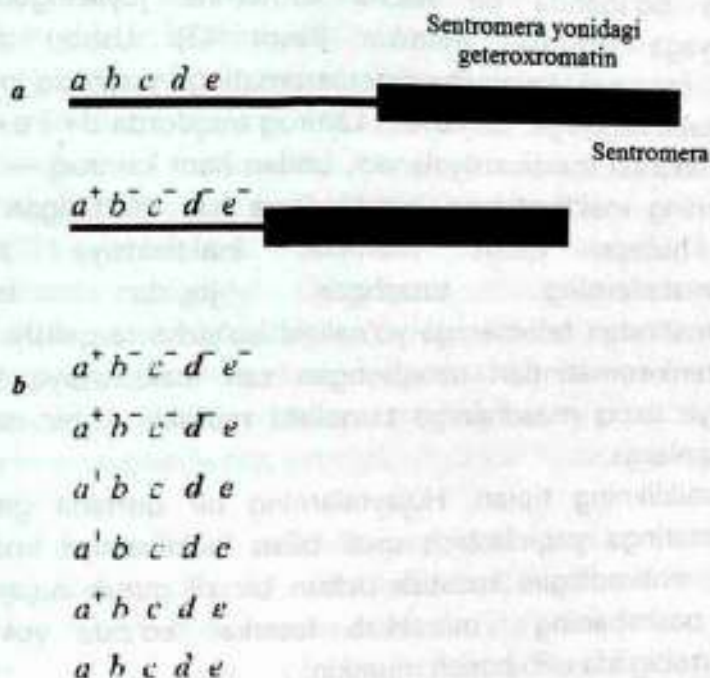 Sentromera yonidagi
geteroxromatin
a
a b c d e
Sentromera
a⁺ b⁻ c⁻ d⁻ e⁻
b
a⁺ b⁻ c⁻ d⁻ e⁻
a⁺ b⁻ c⁻ d e
a⁺ b c d e
a⁺ b c d e
a⁺ b c d e
a b c d e